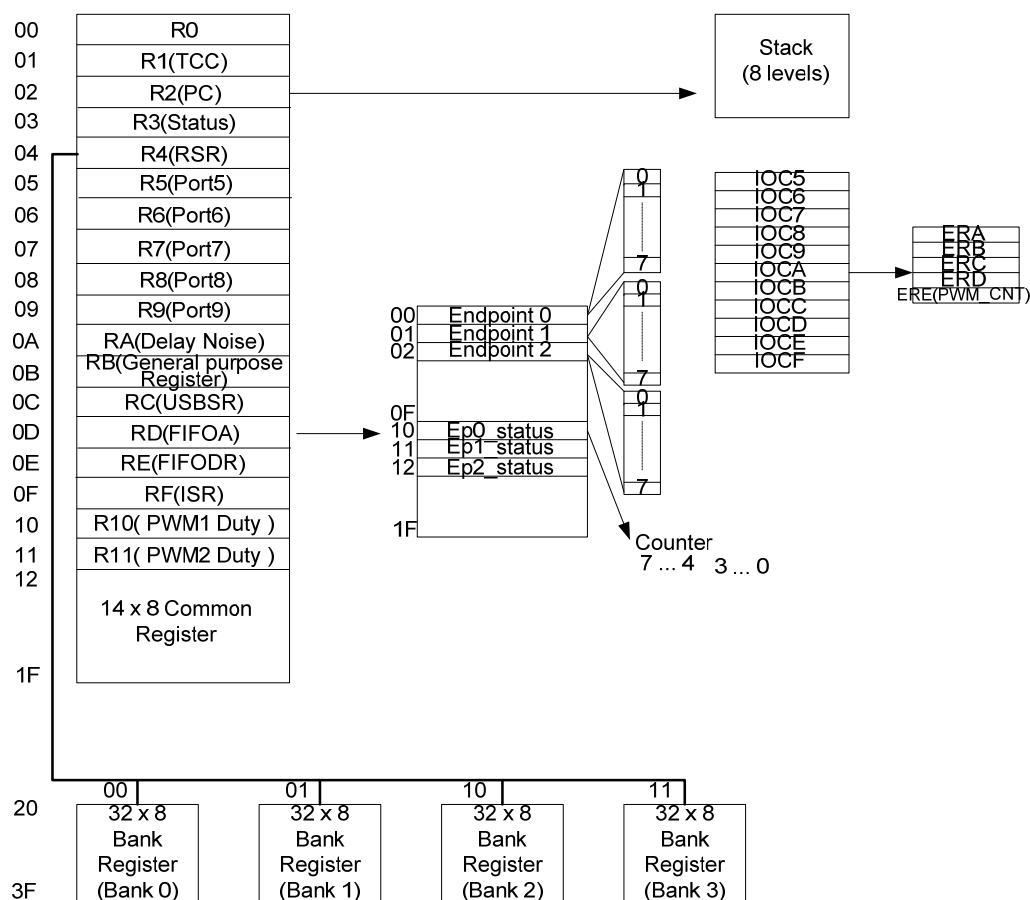 00
R0
01
R1(TCC)
02
R2(PC)
03
R3(Status)
04
R4(RSR)
05
R5(Port5)
06
R6(Port6)
07
R7(Port7)
08
R8(Port8)
09
R9(Port9)
0A
RA(Delay Noise)
0B
RB(General purpose
Register)
0C
RC(USBSR)
0D
RD(FIFOA)
0E
RE(FIFODR)
0F
RF(ISR)
10
R10( PWM1 Duty )
11
R11( PWM2 Duty )
12
14 x 8 Common
Register
1F
Stack
(8 levels)
00
Endpoint 0
01
Endpoint 1
02
Endpoint 2
0F
10
Ep0_status
11
Ep1_status
12
Ep2_status
1F
0
1
7
0
1
7
0
1
7
Counter
7 ... 4 3 ... 0
IOC5
IOC6
IOC7
IOC8
IOC9
IOCA
IOCB
IOCC
IOCD
IOCE
IOCF
ERA
ERB
ERC
ERD
ERE(PWM_CNT)
20
3F
00
32 x 8
Bank
Register
(Bank 0)
01
32 x 8
Bank
Register
(Bank 1)
10
32 x 8
Bank
Register
(Bank 2)
11
32 x 8
Bank
Register
(Bank 3)